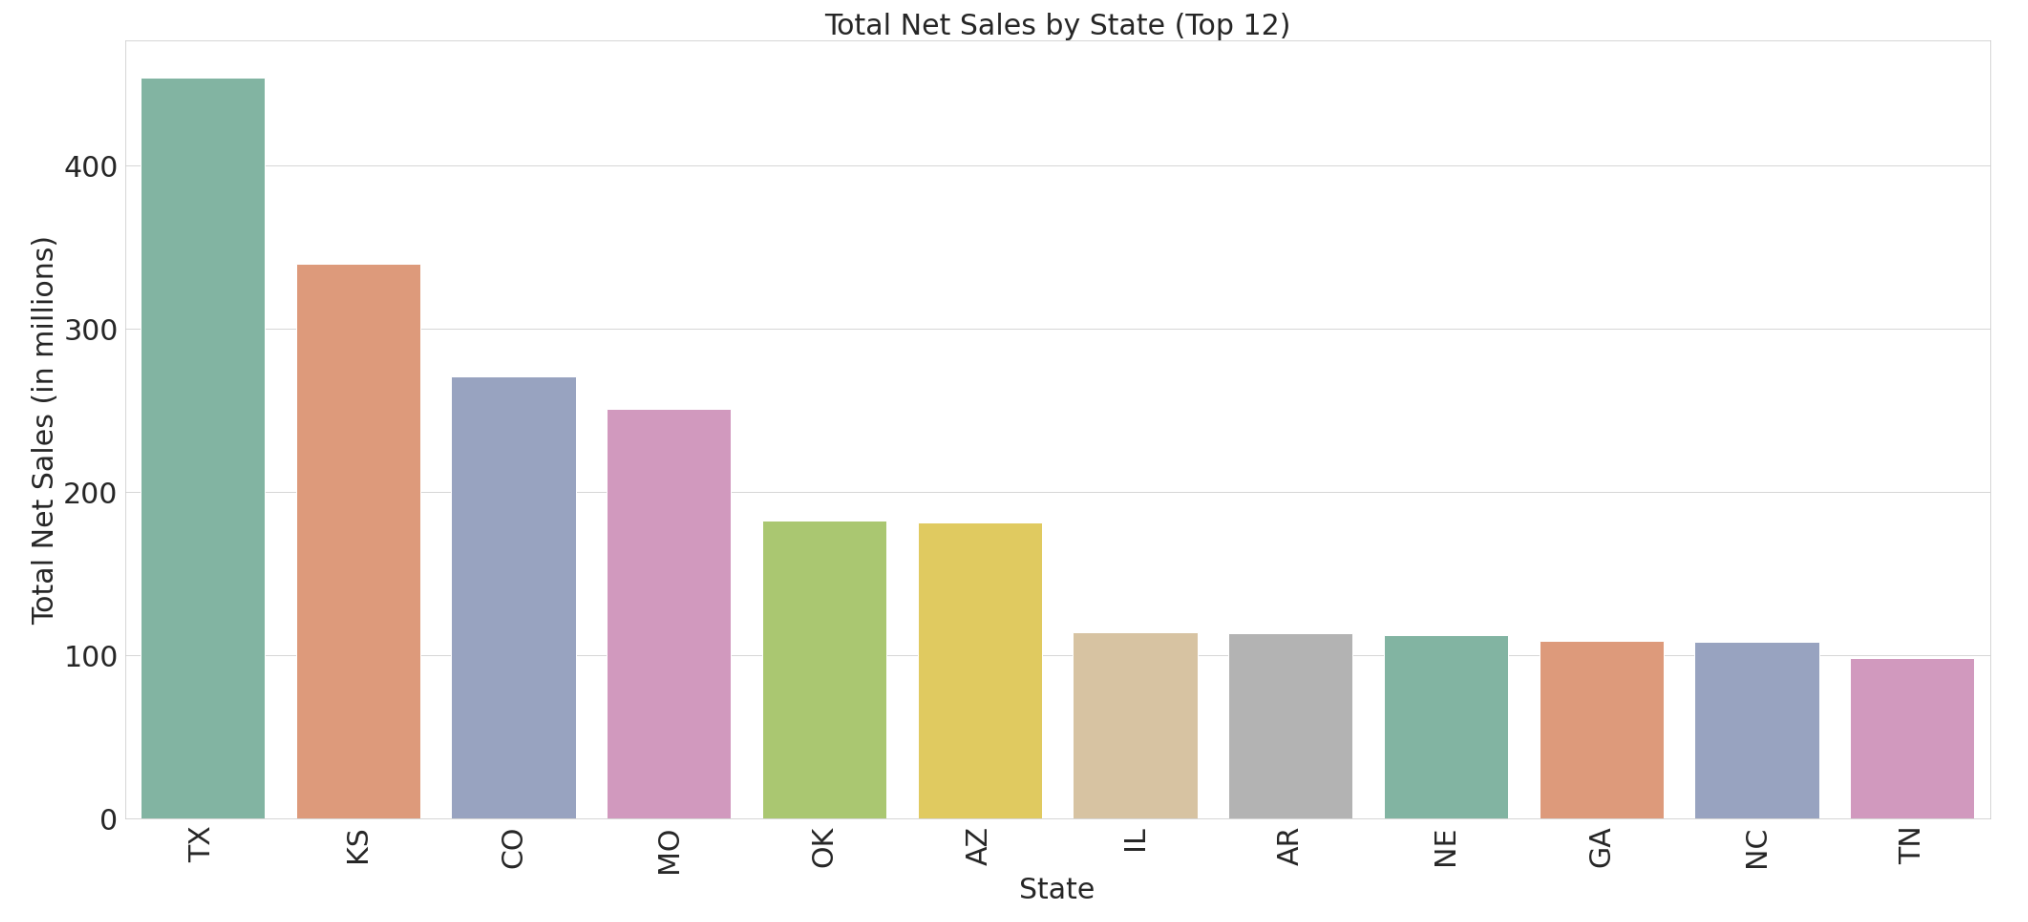 Total Net Sales by State (Top 12)
Total Net Sales (in millions)
400
300
200
100
0
TX
KS
CO
MO
OK
AZ
IL
AR
NE
GA
NC
TN
State